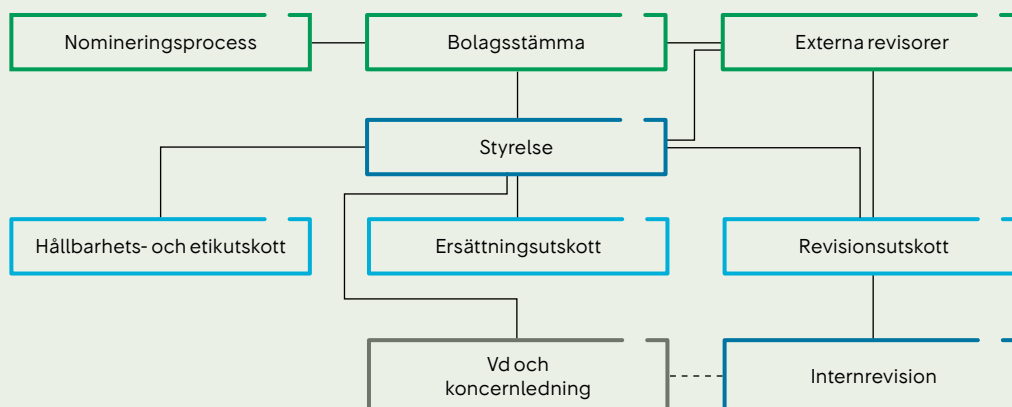 Nomineringsprocess
Bolagsstämma
Externa revisorer
Styrelse
Hållbarhets- och etikutskott
Ersättningsutskott
Revisionsutskott
Vd och
koncernledning
Internrevision